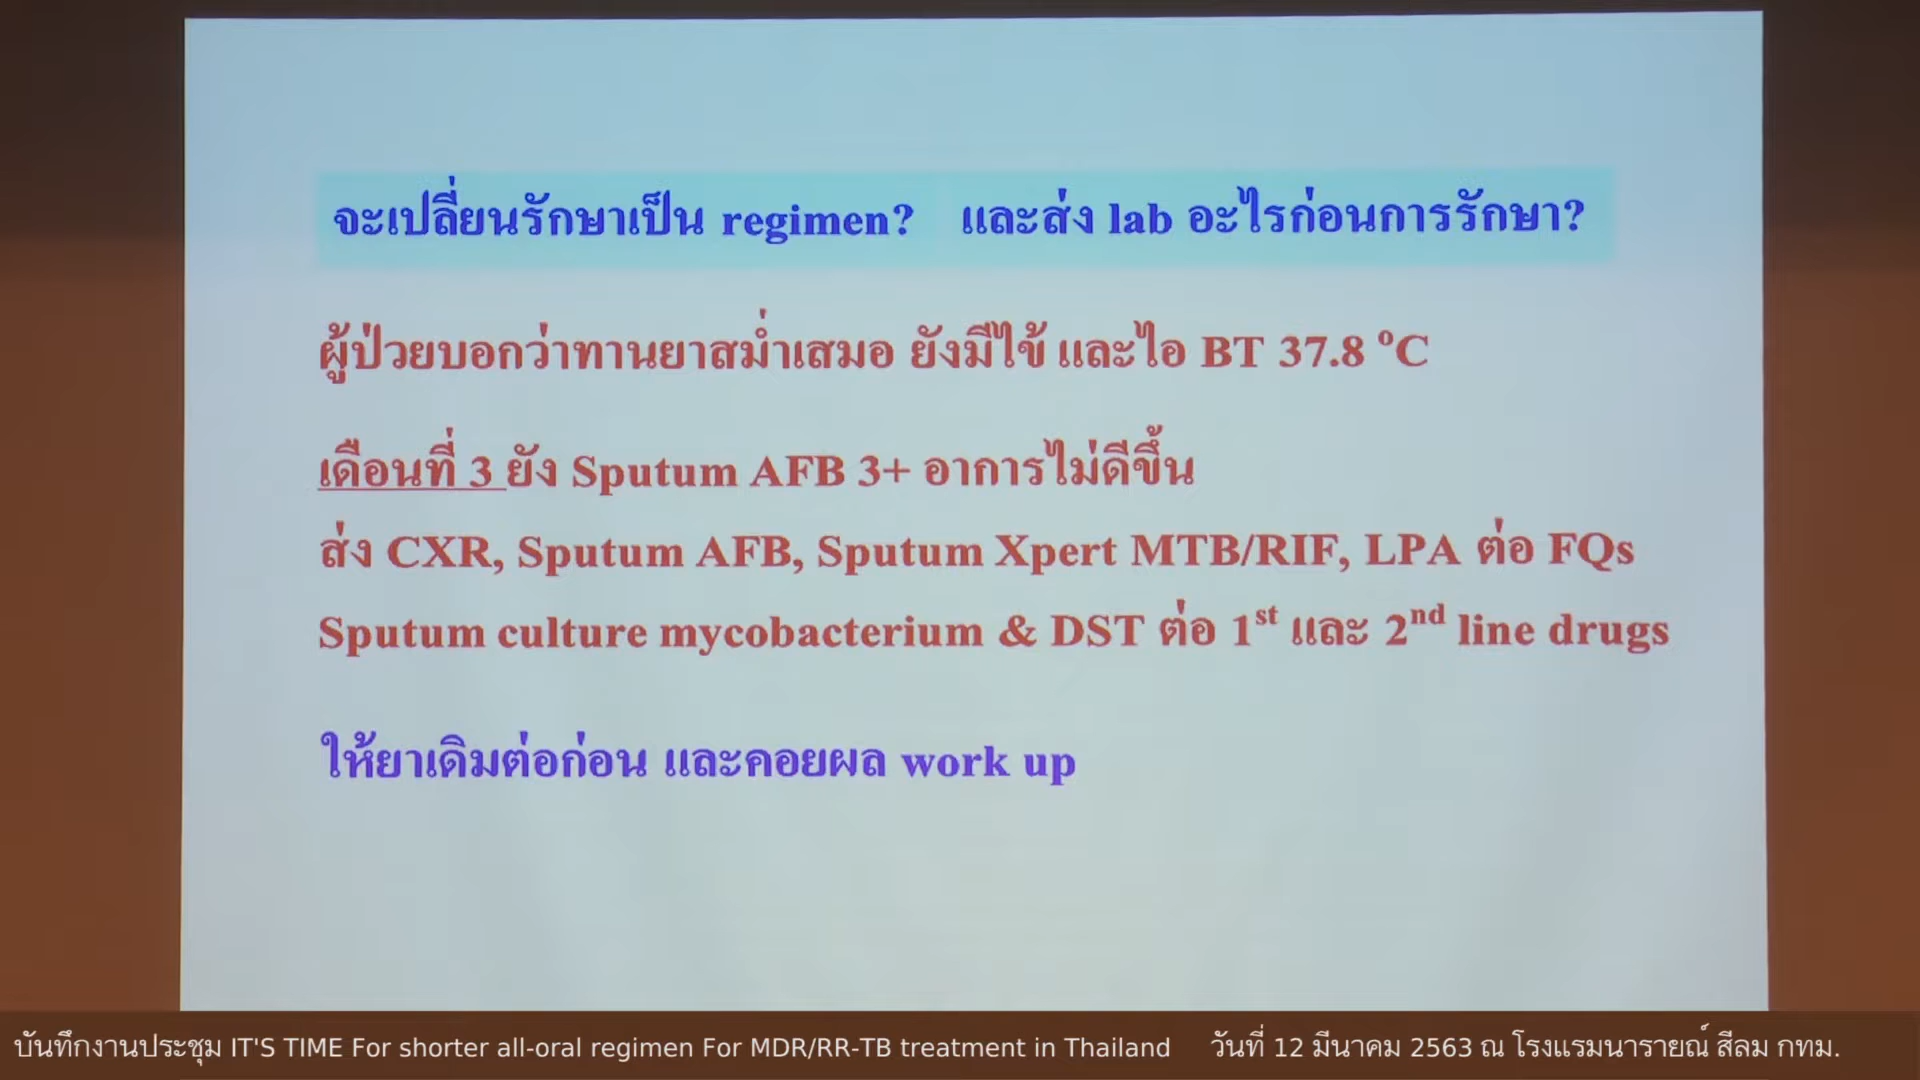 จะเปลี่ยนรักษาเป็น regimen? และส่ง lab อะไรก่อนการรักษา?
ผู้ป่วยบอกว่าทานยาสม่ำเสมอ ยังมีไข้ และไอ BT 37.8 °C
เดือนที่ 3 ยัง Sputum AFB 3+ อาการไม่ดีขึ้น
ส่ง CXR, Sputum AFB, Sputum Xpert MTB/RIF, LPA ต่อ FQs
Sputum culture mycobacterium & DST ต่อ 1st และ 2nd line drugs
ให้ยาเดิมต่อก่อน และคอยผล work up
บันทึกงานประชุม IT'S TIME For shorter all-oral regimen For MDR/RR-TB treatment in Thailand วันที่ 12 มีนาคม 2563 ณ โรงแรมนารายณ์ สีลม กทม.